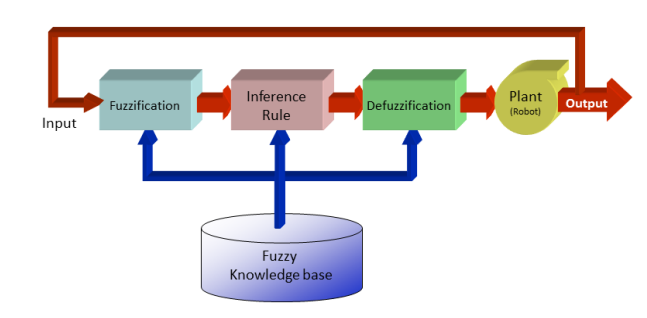 Input
Fuzzification
Inference
Rule
Defuzzification
Plant
(Robot)
Output
Fuzzy
Knowledge base